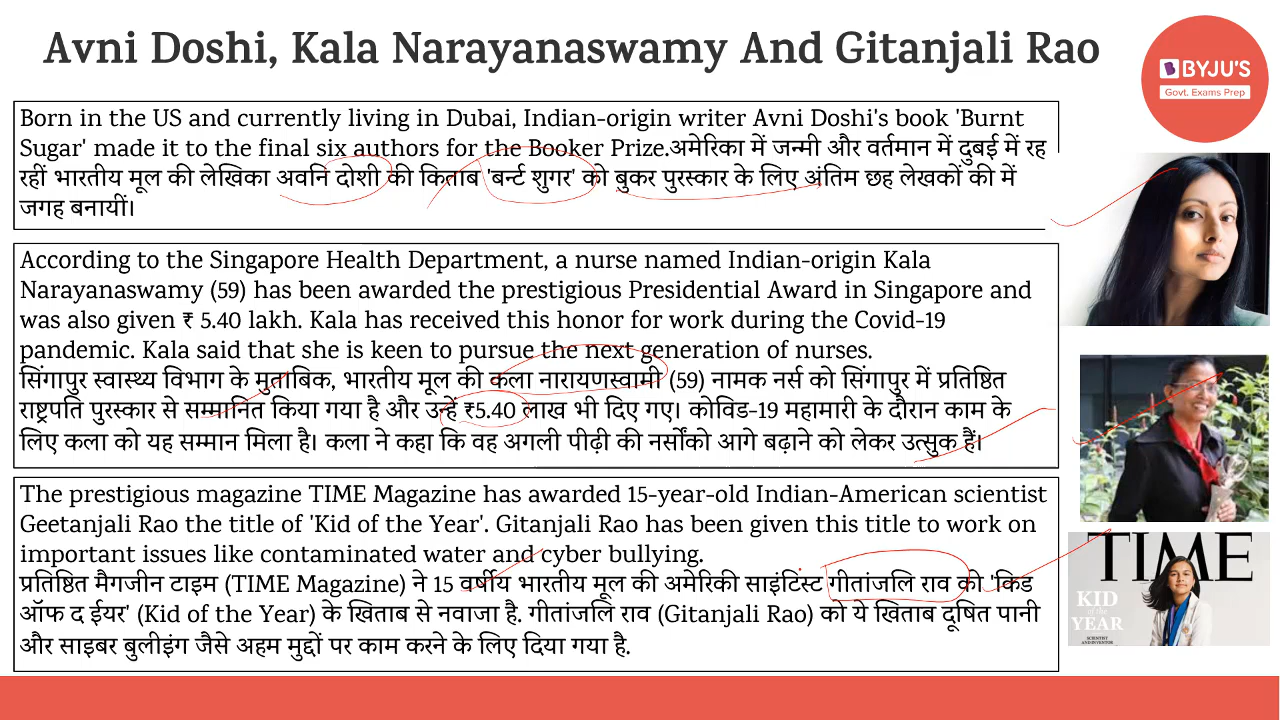 Avni Doshi, Kala Narayanaswamy And Gitanjali Rao
BYJU'S
Govt. Exams Prep
Born in the US and currently living in Dubai, Indian-origin writer Avni Doshi's book 'Burnt
Sugar' made it to the final six authors for the Booker Prize.अमेरिका में जन्मी और वर्तमान में दुबई में रह
रहीं भारतीय मूल की लेखिका अवनि दोशी की किताब 'बर्न्ट शुगर' को बुकर पुरस्कार के लिए अंतिम छह लेखकों की में
जगह बनायीं।
According to the Singapore Health Department, a nurse named Indian-origin Kala
Narayanaswamy (59) has been awarded the prestigious Presidential Award in Singapore and
was also given ₹ 5.40 lakh. Kala has received this honor for work during the Covid-19
pandemic. Kala said that she is keen to pursue the next generation of nurses.
सिंगापुर स्वास्थ्य विभाग के मुताबिक, भारतीय मूल की कला नारायणस्वामी (59) नामक नर्स को सिंगापुर में प्रतिष्ठित
राष्ट्रपति पुरस्कार से सम्मानित किया गया है और उन्हें ₹5.40 लाख भी दिए गए। कोविड-19 महामारी के दौरान काम के
लिए कला को यह सम्मान मिला है। कला ने कहा कि वह अगली पीढ़ी की नर्सोंको आगे बढ़ाने को लेकर उत्सुक हैं।
The prestigious magazine TIME Magazine has awarded 15-year-old Indian-American scientist
Geetanjali Rao the title of 'Kid of the Year'. Gitanjali Rao has been given this title to work on
important issues like contaminated water and cyber bullying.
प्रतिष्ठित मैगजीन टाइम (TIME Magazine) ने 15 वर्षीय भारतीय मूल की अमेरिकी साइंटिस्ट गीतांजलि राव को 'किड
ऑफ द ईयर' (Kid of the Year) के खिताब से नवाजा है. गीतांजलि राव (Gitanjali Rao) को ये खिताब दूषित पानी
और साइबर बुलीइंग जैसे अहम मुद्दों पर काम करने के लिए दिया गया है.
TIME
KID
of the
YEAR
SCIENTIST
AND INVENTOR